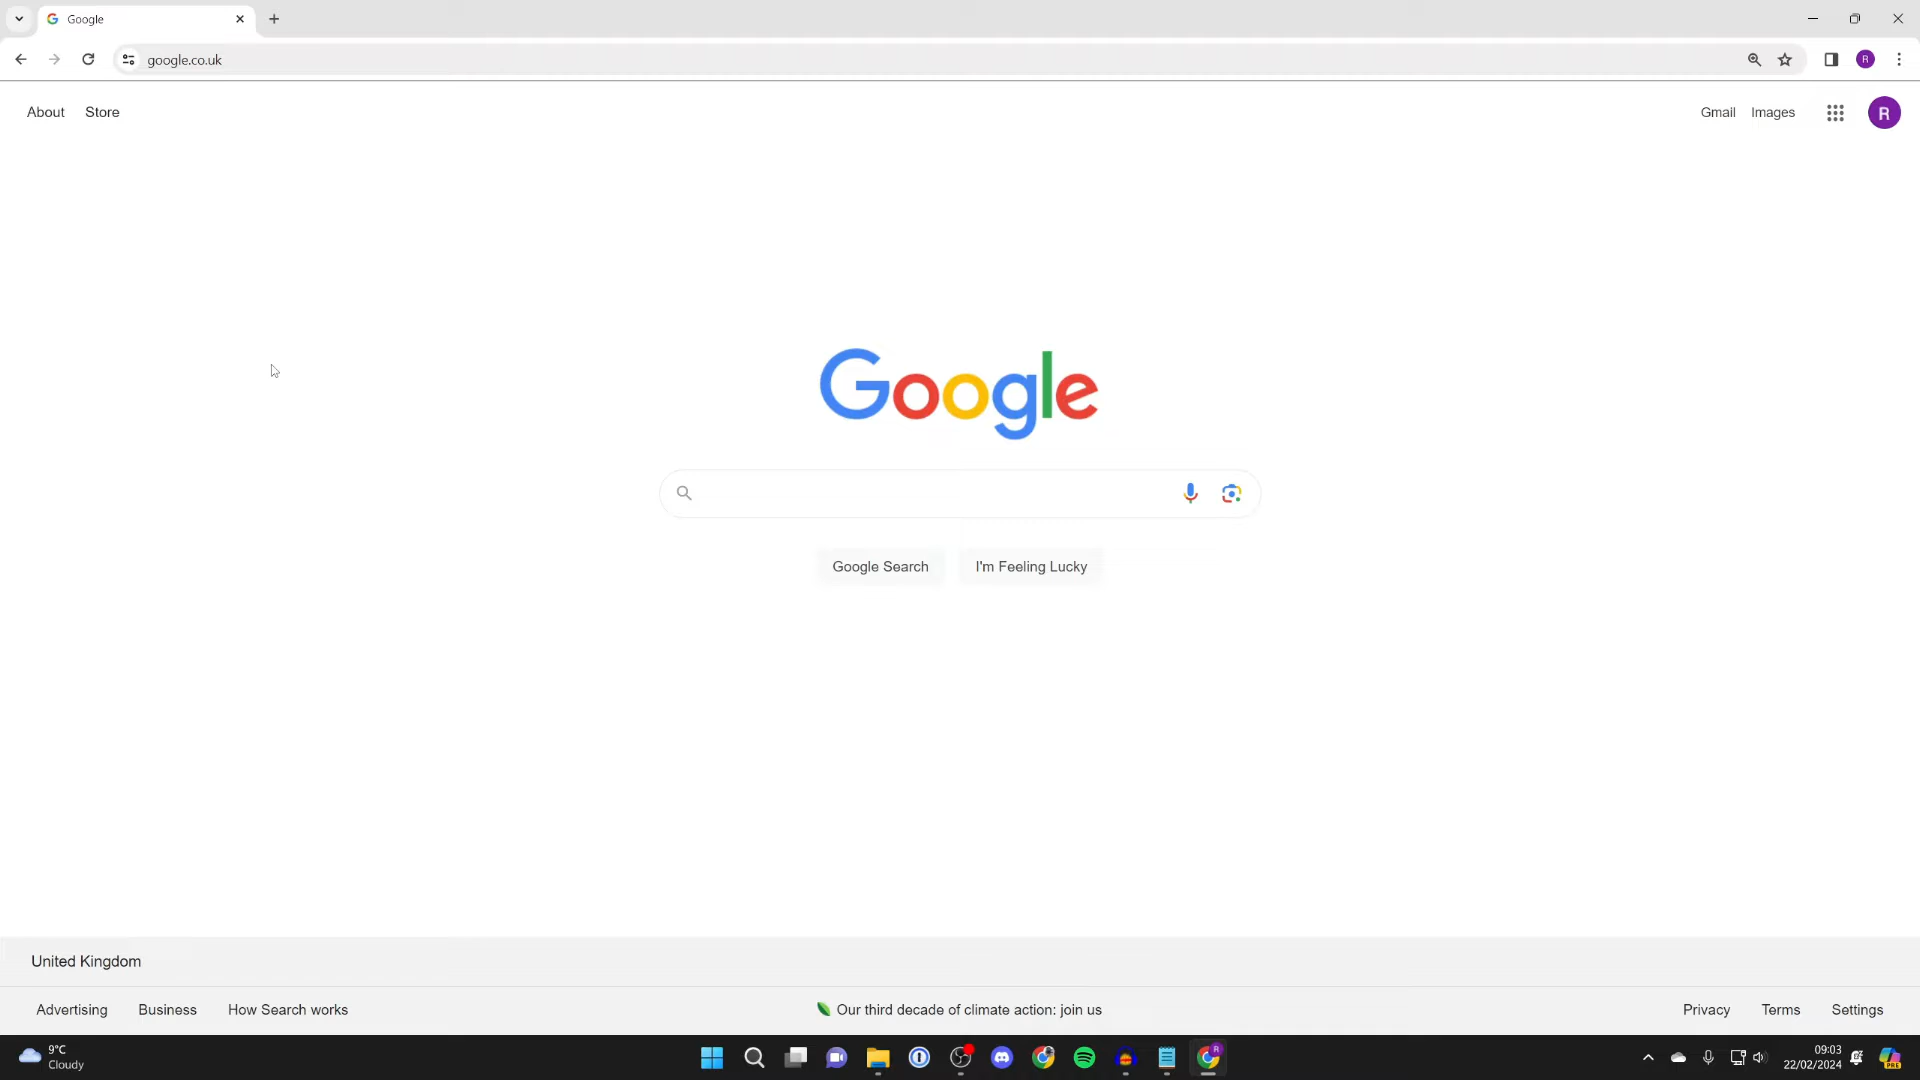 Google
google.co.uk
R
About
Store
Gmail
Images
R
Google
Google Search
I'm Feeling Lucky
United Kingdom
Advertising
Business
How Search works
Our third decade of climate action: join us
Privacy
Terms
Settings
9°C
Cloudy
R
09:03
22/02/2024
PRE